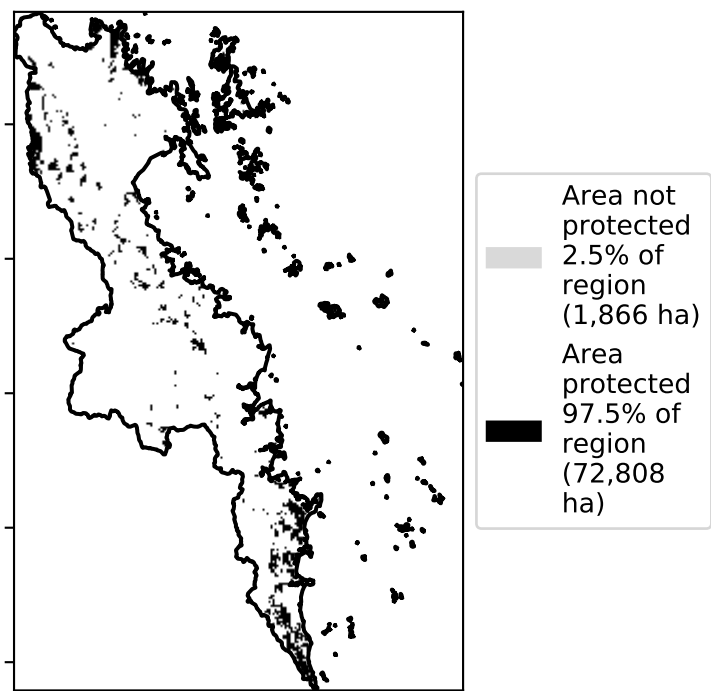 Area not
protected
2.5% of
region
(1,866 ha)
Area
protected
97.5% of
region
(72,808
ha)